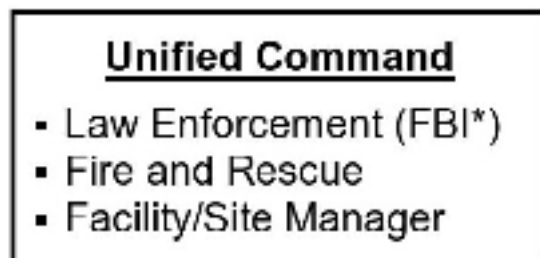 Unified Command
▪ Law Enforcement (FBI*)
▪ Fire and Rescue
▪ Facility/Site Manager